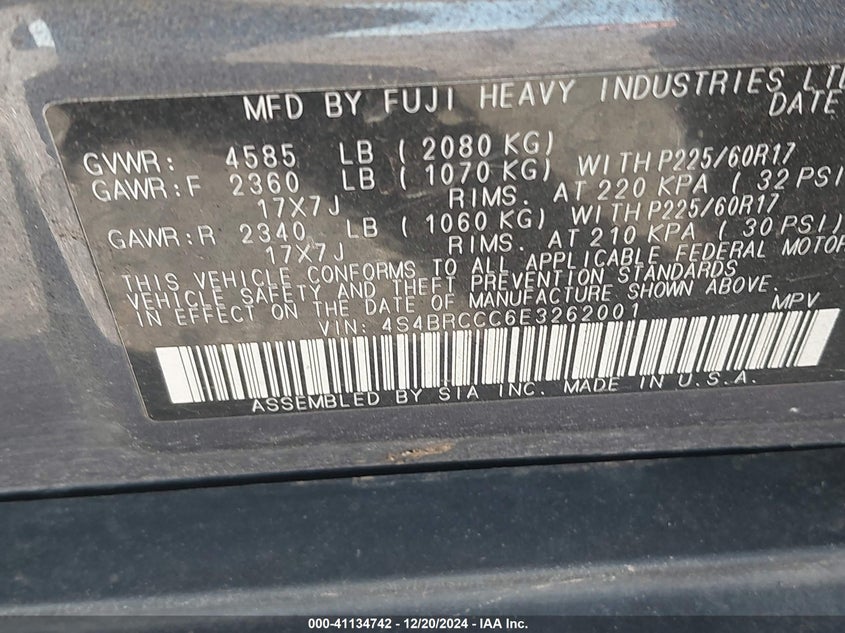 MFD BY FUJI HEAVY INDUSTRIES LTD
DATE
GVWR: 4585 LB ( 2080 KG)
GAWR:F 2360 LB ( 1070 KG) WITH P225/60R17
17X7J RIMS. AT 220 KPA ( 32 PSI
GAWR:R 2340 LB ( 1060 KG) WITH P225/60R17
17X7J RIMS. AT 210 KPA ( 30 PSI)
THIS VEHICLE CONFORMS TO ALL APPLICABLE FEDERAL MOTOR
VEHICLE SAFETY AND THEFT PREVENTION STANDARDS
IN EFFECT ON THE DATE OF MANUFACTURE SHOWN ABOVE.
VIN: 4S4BRCCC6E3262001 MPV
ASSEMBLED BY SIA INC. MADE IN U.S.A.
000-41134742 - 12/20/2024 - IAA Inc.